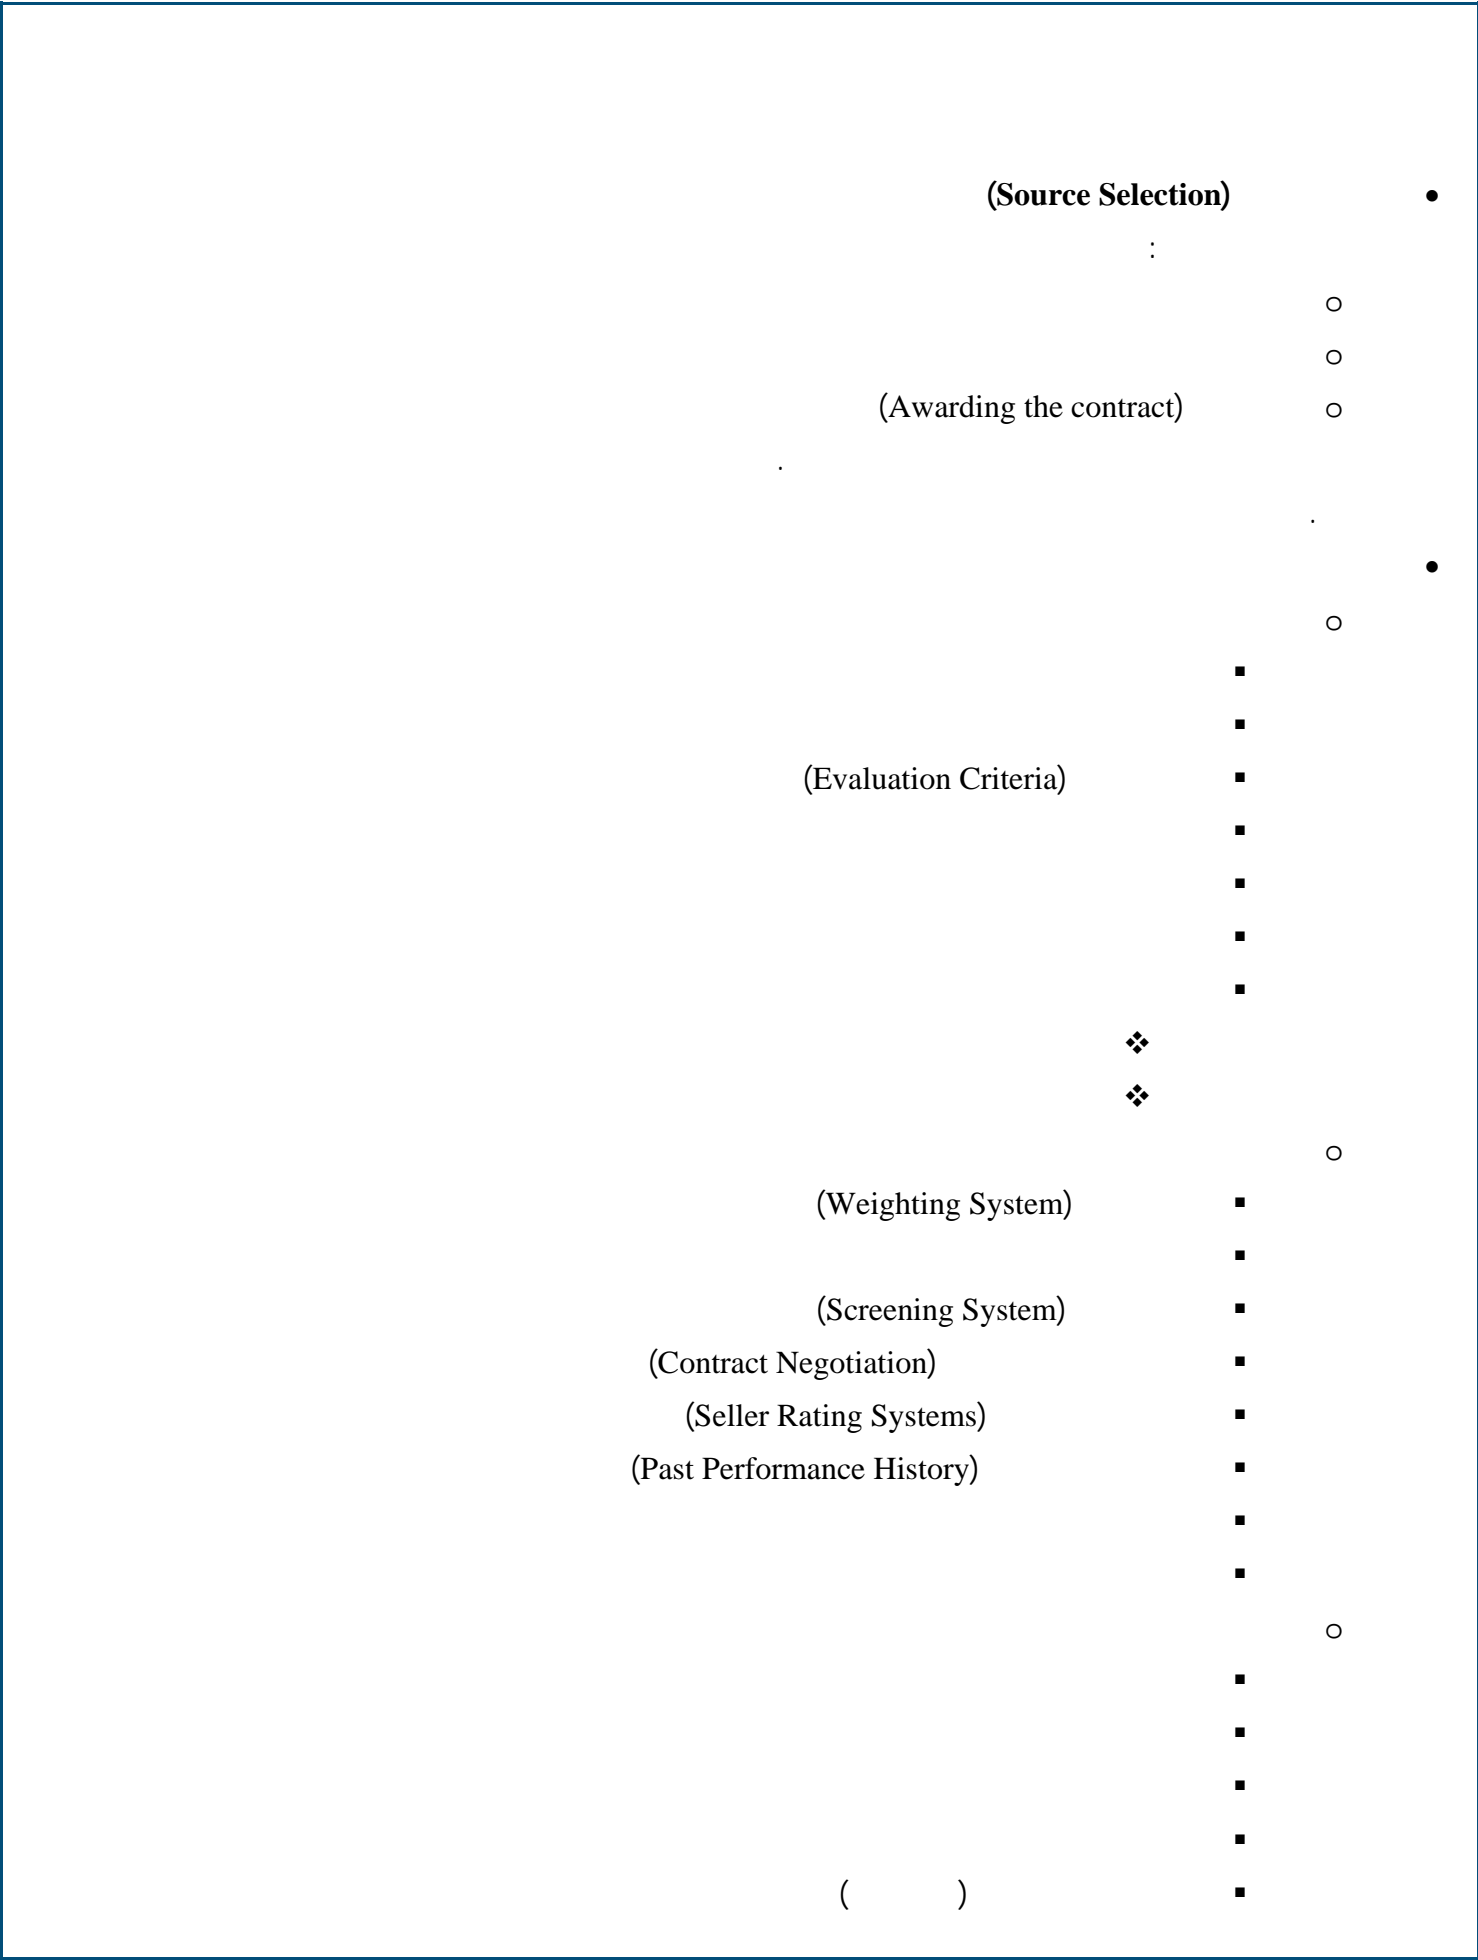 • (Source Selection)
:
o
o
o (Awarding the contract)
.
.
•
o
▪
▪
▪ (Evaluation Criteria)
▪
▪
▪
▪
❖
❖
o
▪ (Weighting System)
▪
▪ (Screening System)
▪ (Contract Negotiation)
▪ (Seller Rating Systems)
▪ (Past Performance History)
▪
▪
o
▪
▪
▪
▪
▪ ( )